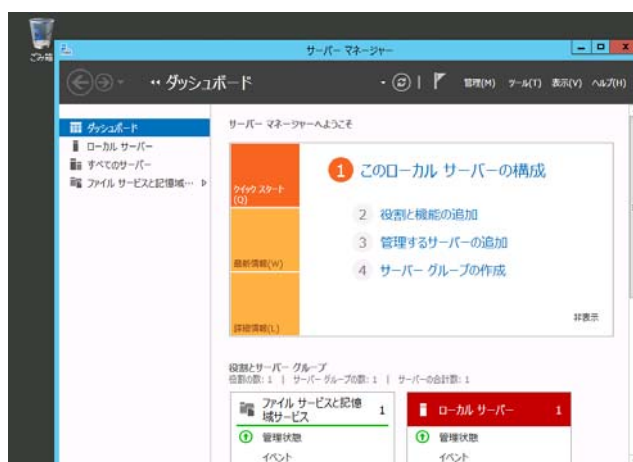 ごみ箱
サーバー マネージャー
ダッシュボード
管理(M) ツール(T) 表示(V) ヘルプ(H)
ダッシュボード
ローカル サーバー
すべてのサーバー
ファイル サービスと記憶域…
サーバー マネージャーへようこそ
クイック スタート
(Q)
最新情報(W)
詳細情報(L)
1 このローカル サーバーの構成
2 役割と機能の追加
3 管理するサーバーの追加
4 サーバー グループの作成
非表示
役割とサーバー グループ
役割の数: 1 | サーバー グループの数: 1 | サーバーの合計数: 1
ファイル サービスと記憶
域サービス
1
管理状態
イベント
ローカル サーバー 1
管理状態
イベント